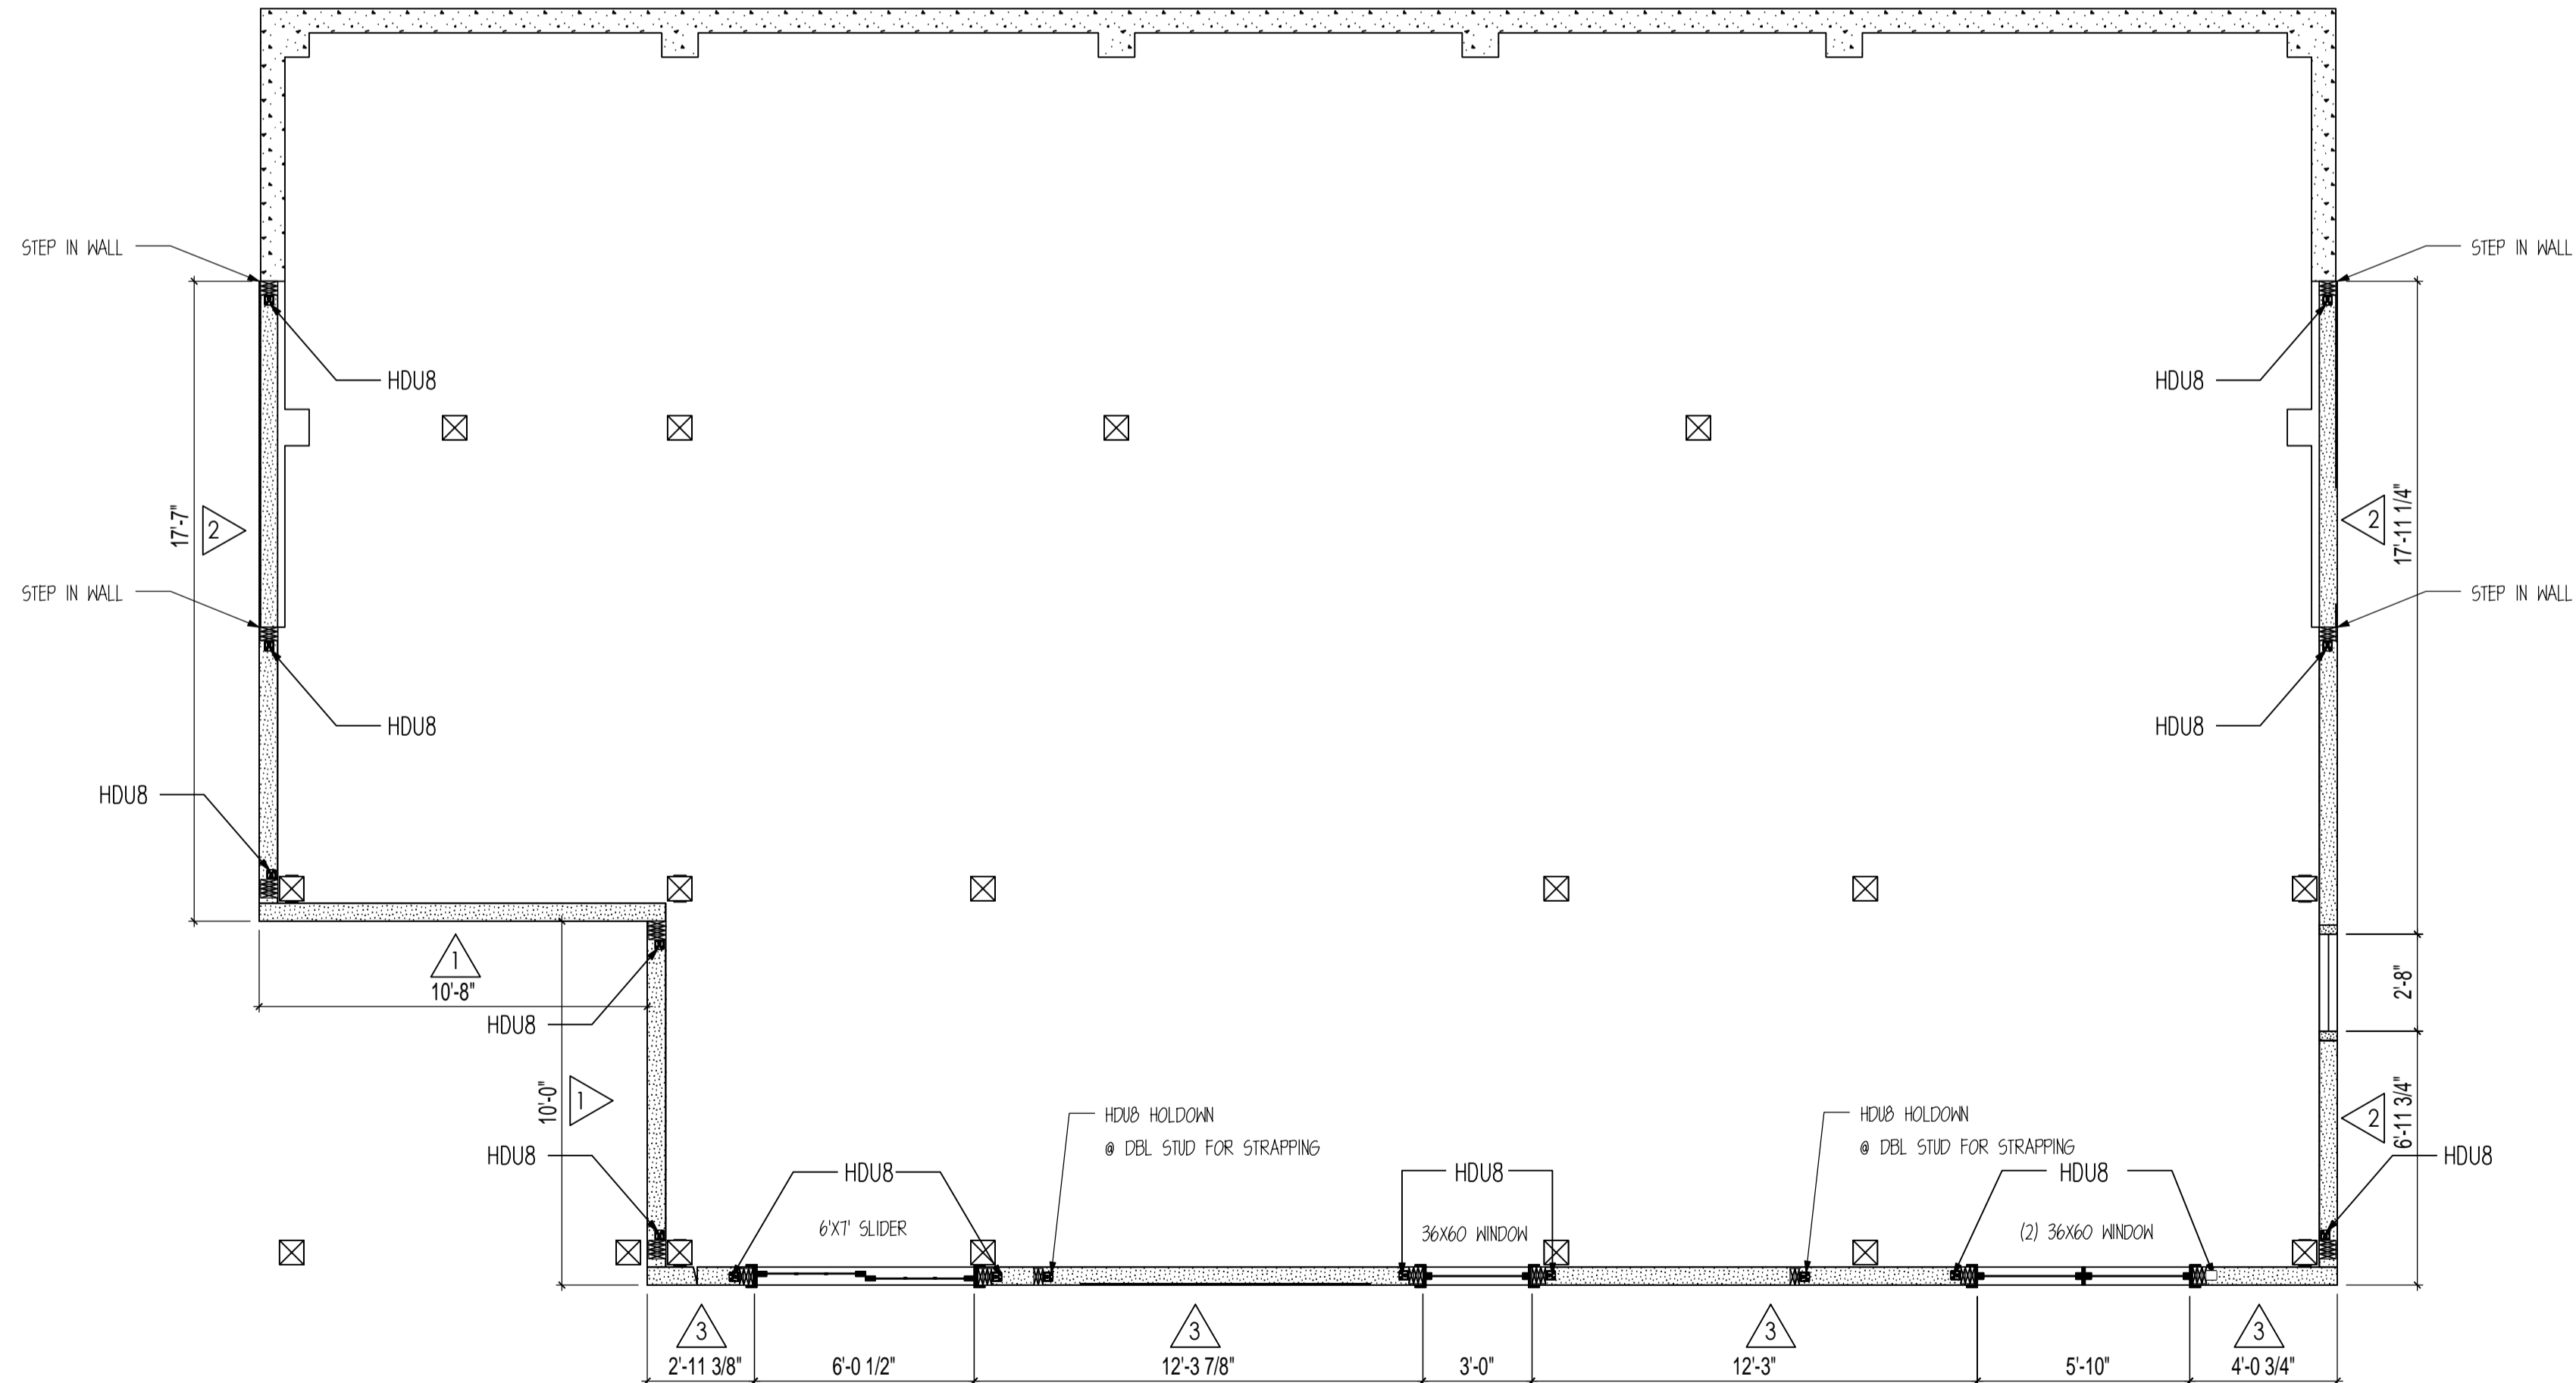 STEP IN WALL
STEP IN WALL
HDU8
HDU8
17'-7"
2
2
17'-11 1/4"
STEP IN WALL
STEP IN WALL
HDU8
HDU8
HDU8
1
10'-8"
2'-8"
HDU8
10'-0"
1
HDU8 HOLDOWN
@ DBL STUD FOR STRAPPING
HDU8 HOLDOWN
@ DBL STUD FOR STRAPPING
2
6'-11 3/4"
HDU8
HDU8
HDU8
HDU8
HDU8
6'X7' SLIDER
36X60 WINDOW
(2) 36X60 WINDOW
3
3
3
3
2'-11 3/8"
6'-0 1/2"
12'-3 7/8"
3'-0"
12'-3"
5'-10"
4'-0 3/4"